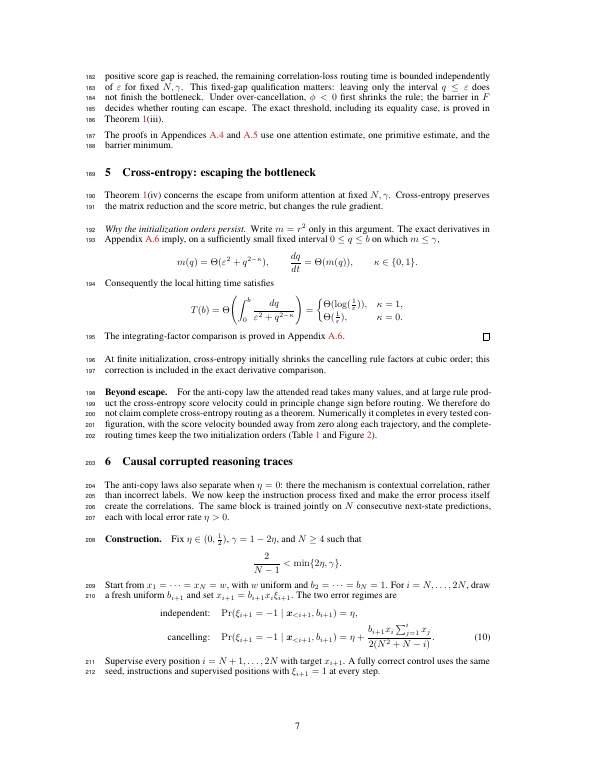 182 positive score gap is reached, the remaining correlation-loss routing time is bounded independently
183 of ε for fixed N, γ. This fixed-gap qualification matters: leaving only the interval q ≤ ε does
184 not finish the bottleneck. Under over-cancellation, ϕ < 0 first shrinks the rule; the barrier in F
185 decides whether routing can escape. The exact threshold, including its equality case, is proved in
186 Theorem 1(iii).
187 The proofs in Appendices A.4 and A.5 use one attention estimate, one primitive estimate, and the
188 barrier minimum.
189 5 Cross-entropy: escaping the bottleneck
190 Theorem 1(iv) concerns the escape from uniform attention at fixed N, γ. Cross-entropy preserves
191 the matrix reduction and the score metric, but changes the rule gradient.
192 Why the initialization orders persist. Write m = r² only in this argument. The exact derivatives in
193 Appendix A.6 imply, on a sufficiently small fixed interval 0 ≤ q ≤ b on which m ≤ γ,
m(q) = Θ(ε² + q^{2−κ}), dq/dt = Θ(m(q)), κ ∈ {0, 1}.
194 Consequently the local hitting time satisfies
T(b) = Θ(∫₀ᵇ dq/(ε² + q^{2−κ})) = { Θ(log(1/ε)), κ = 1,
Θ(1/ε), κ = 0.
195 The integrating-factor comparison is proved in Appendix A.6. □
196 At finite initialization, cross-entropy initially shrinks the cancelling rule factors at cubic order; this
197 correction is included in the exact derivative comparison.
198 Beyond escape. For the anti-copy law the attended read takes many values, and at large rule prod-
199 uct the cross-entropy score velocity could in principle change sign before routing. We therefore do
200 not claim complete cross-entropy routing as a theorem. Numerically it completes in every tested con-
201 figuration, with the score velocity bounded away from zero along each trajectory, and the complete-
202 routing times keep the two initialization orders (Table 1 and Figure 2).
203 6 Causal corrupted reasoning traces
204 The anti-copy laws also separate when η = 0: there the mechanism is contextual correlation, rather
205 than incorrect labels. We now keep the instruction process fixed and make the error process itself
206 create the correlations. The same block is trained jointly on N consecutive next-state predictions,
207 each with local error rate η > 0.
208 Construction. Fix η ∈ (0, 1/2), γ = 1 − 2η, and N ≥ 4 such that
2/(N − 1) < min{2η, γ}.
209 Start from x₁ = · · · = x_N = w, with w uniform and b₂ = · · · = b_N = 1. For i = N, . . . , 2N, draw
210 a fresh uniform b_{i+1} and set x_{i+1} = b_{i+1}x_iξ_{i+1}. The two error regimes are
independent: Pr(ξ_{i+1} = −1 | x_{<i+1}, b_{i+1}) = η,
cancelling: Pr(ξ_{i+1} = −1 | x_{<i+1}, b_{i+1}) = η + b_{i+1}x_i ∑_{j=1}^{i} x_j / 2(N² + N − i). (10)
211 Supervise every position i = N + 1, . . . , 2N with target x_{i+1}. A fully correct control uses the same
212 seed, instructions and supervised positions with ξ_{i+1} = 1 at every step.
7